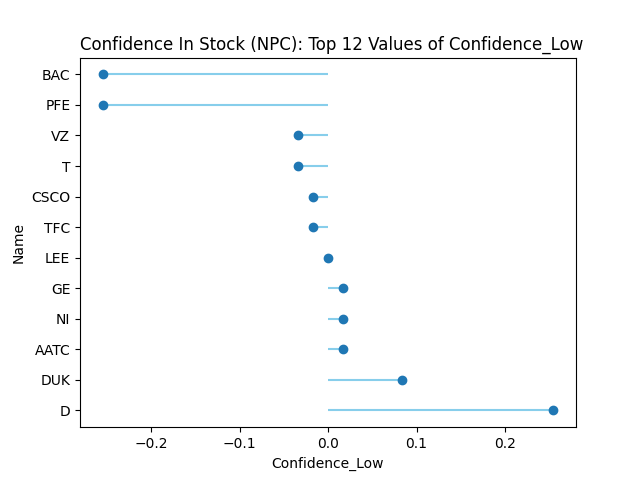 Confidence In Stock (NPC): Top 12 Values of Confidence_Low
BAC
PFE
VZ
T
CSCO
TFC
LEE
GE
NI
AATC
DUK
D
Name
−0.2
−0.1
0.0
0.1
0.2
Confidence_Low